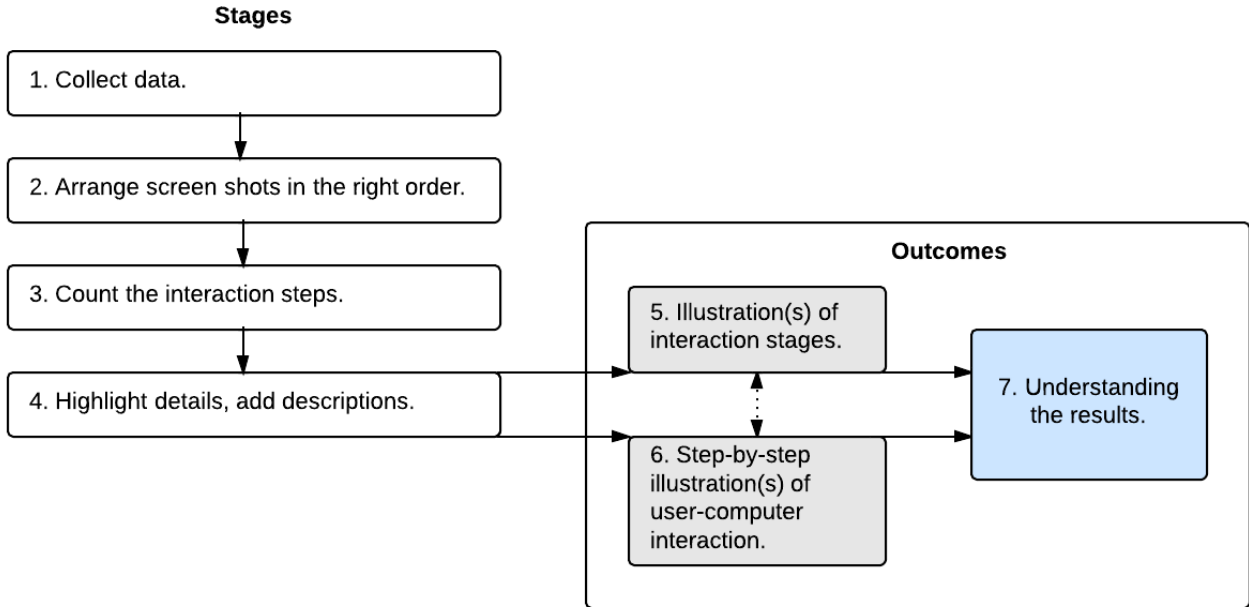 Stages
1. Collect data.
2. Arrange screen shots in the right order.
3. Count the interaction steps.
4. Highlight details, add descriptions.
Outcomes
5. Illustration(s) of
interaction stages.
6. Step-by-step
illustration(s) of
user-computer
interaction.
7. Understanding
the results.